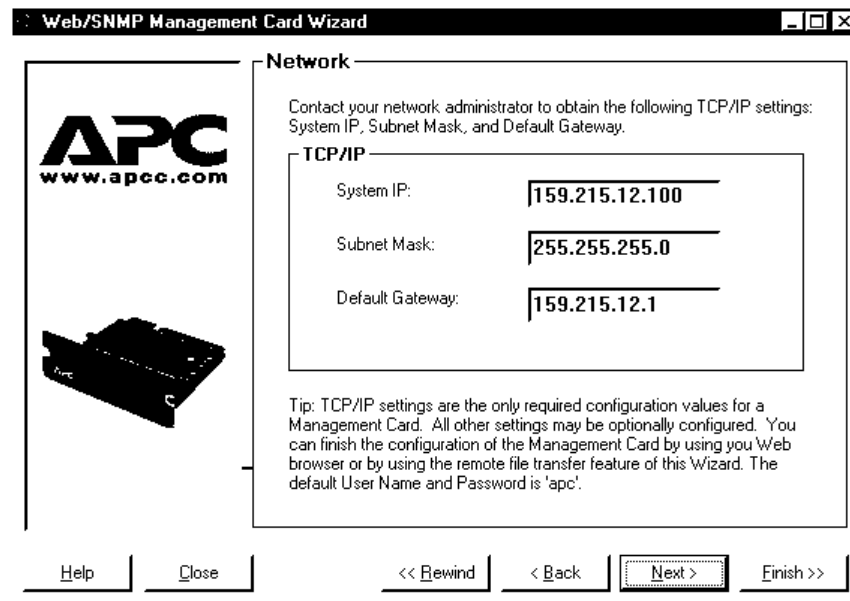 Web/SNMP Management Card Wizard
APC
www.apcc.com
Network
Contact your network administrator to obtain the following TCP/IP settings:
System IP, Subnet Mask, and Default Gateway.
TCP/IP
System IP: 159.215.12.100
Subnet Mask: 255.255.255.0
Default Gateway: 159.215.12.1
Tip: TCP/IP settings are the only required configuration values for a
Management Card. All other settings may be optionally configured. You
can finish the configuration of the Management Card by using you Web
browser or by using the remote file transfer feature of this Wizard. The
default User Name and Password is 'apc'.
Help Close << Rewind < Back Next > Finish >>